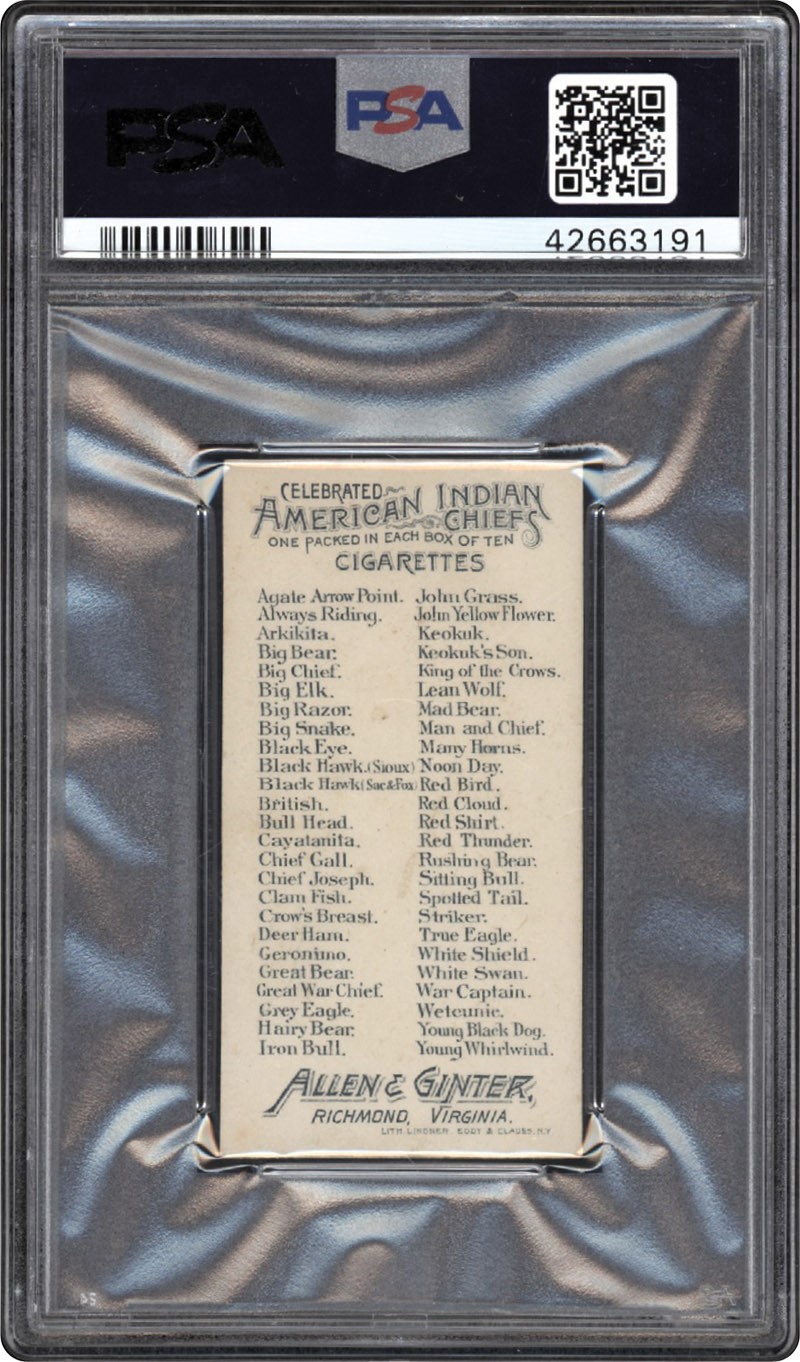 PSA
PSA
42663191
CELEBRATED
AMERICAN INDIAN
CHIEFS
ONE PACKED IN EACH BOX OF TEN
CIGARETTES
Agate Arrow Point.
Always Riding.
Arkikita.
Big Bear.
Big Chief.
Big Elk.
Big Razor.
Big Snake.
Black Eye.
Black Hawk. (Sioux)
Black Hawk (Sac & Fox)
British.
Bull Head.
Cayatanita.
Chief Gall.
Chief Joseph.
Clam Fish.
Crow's Breast.
Deer Ham.
Geronimo.
Great Bear.
Great War Chief.
Grey Eagle.
Hairy Bear.
Iron Bull.
John Grass.
John Yellow Flower.
Keokuk.
Keokuk's Son.
King of the Crows.
Lean Wolf.
Mad Bear.
Man and Chief.
Many Horns.
Noon Day.
Red Bird.
Red Cloud.
Red Shirt.
Red Thunder.
Rushing Bear.
Sitting Bull.
Spotted Tail.
Striker.
True Eagle.
White Shield.
White Swan.
War Captain.
Wetcunie.
Young Black Dog.
Young Whirlwind.
ALLEN & GINTER,
RICHMOND, VIRGINIA.
LITH. LINDNER, EDDY & CLAUSS, N.Y